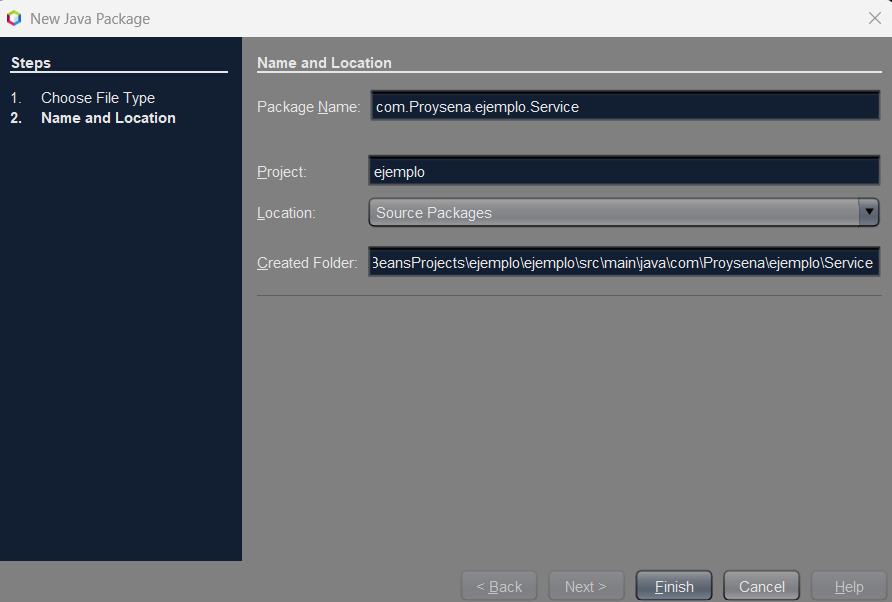 New Java Package
Steps
1. Choose File Type
2. Name and Location
Name and Location
Package Name: com.Proysena.ejemplo.Service
Project: ejemplo
Location: Source Packages
Created Folder: BeansProjects\ejemplo\ejemplo\src\main\java\com\Proysena\ejemplo\Service
< Back Next > Finish Cancel Help